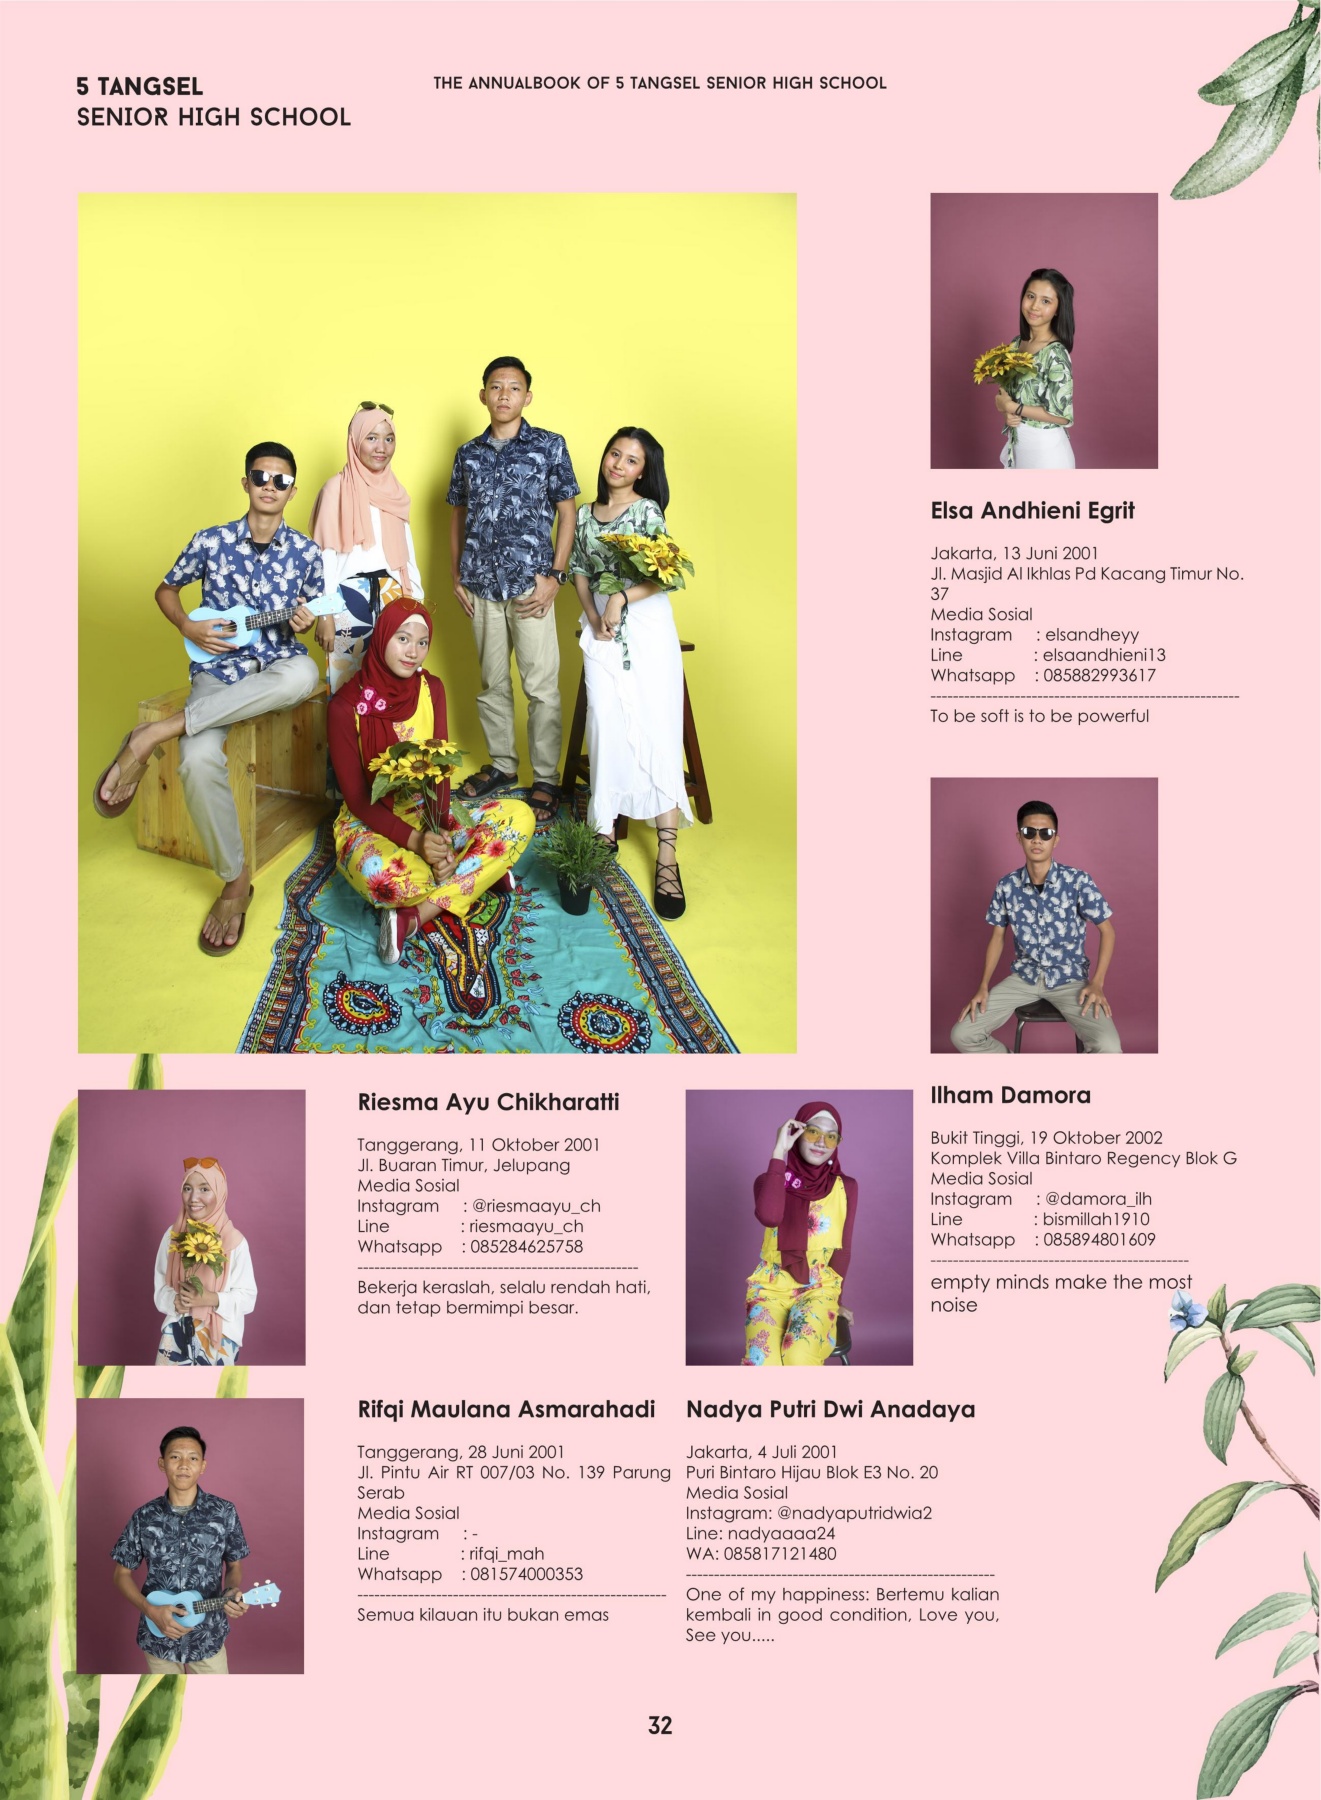 5 TANGSEL
SENIOR HIGH SCHOOL
THE ANNUALBOOK OF 5 TANGSEL SENIOR HIGH SCHOOL
Elsa Andhieni Egrit
Jakarta, 13 Juni 2001
Jl. Masjid Al Ikhlas Pd Kacang Timur No.
37
Media Sosial
Instagram : elsandheyy
Line : elsaandhieni13
Whatsapp : 085882993617
-------------------------------------------------------
To be soft is to be powerful
Ilham Damora
Bukit Tinggi, 19 Oktober 2002
Komplek Villa Bintaro Regency Blok G
Media Sosial
Instagram : @damora_ilh
Line : bismillah1910
Whatsapp : 085894801609
----------------------------------------------
empty minds make the most
noise
Riesma Ayu Chikharatti
Tanggerang, 11 Oktober 2001
Jl. Buaran Timur, Jelupang
Media Sosial
Instagram : @riesmaayu_ch
Line : riesmaayu_ch
Whatsapp : 085284625758
--------------------------------------------------
Bekerja keraslah, selalu rendah hati,
dan tetap bermimpi besar.
Rifqi Maulana Asmarahadi
Tanggerang, 28 Juni 2001
Jl. Pintu Air RT 007/03 No. 139 Parung
Serab
Media Sosial
Instagram : -
Line : rifqi_mah
Whatsapp : 081574000353
-------------------------------------------------------
Semua kilauan itu bukan emas
Nadya Putri Dwi Anadaya
Jakarta, 4 Juli 2001
Puri Bintaro Hijau Blok E3 No. 20
Media Sosial
Instagram: @nadyaputridwia2
Line: nadyaaaa24
WA: 085817121480
-------------------------------------------------------
One of my happiness: Bertemu kalian
kembali in good condition, Love you,
See you.....
32